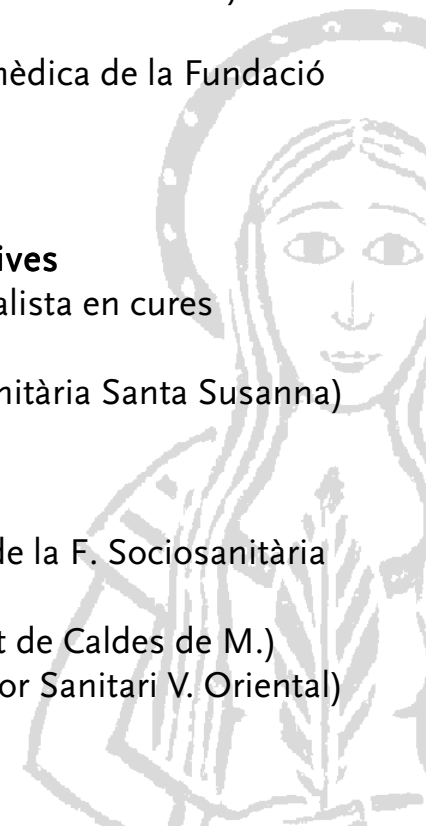 mèdica de la Fundació
ives
alista en cures
nitària Santa Susanna)
de la F. Sociosanitària
t de Caldes de M.)
or Sanitari V. Oriental)